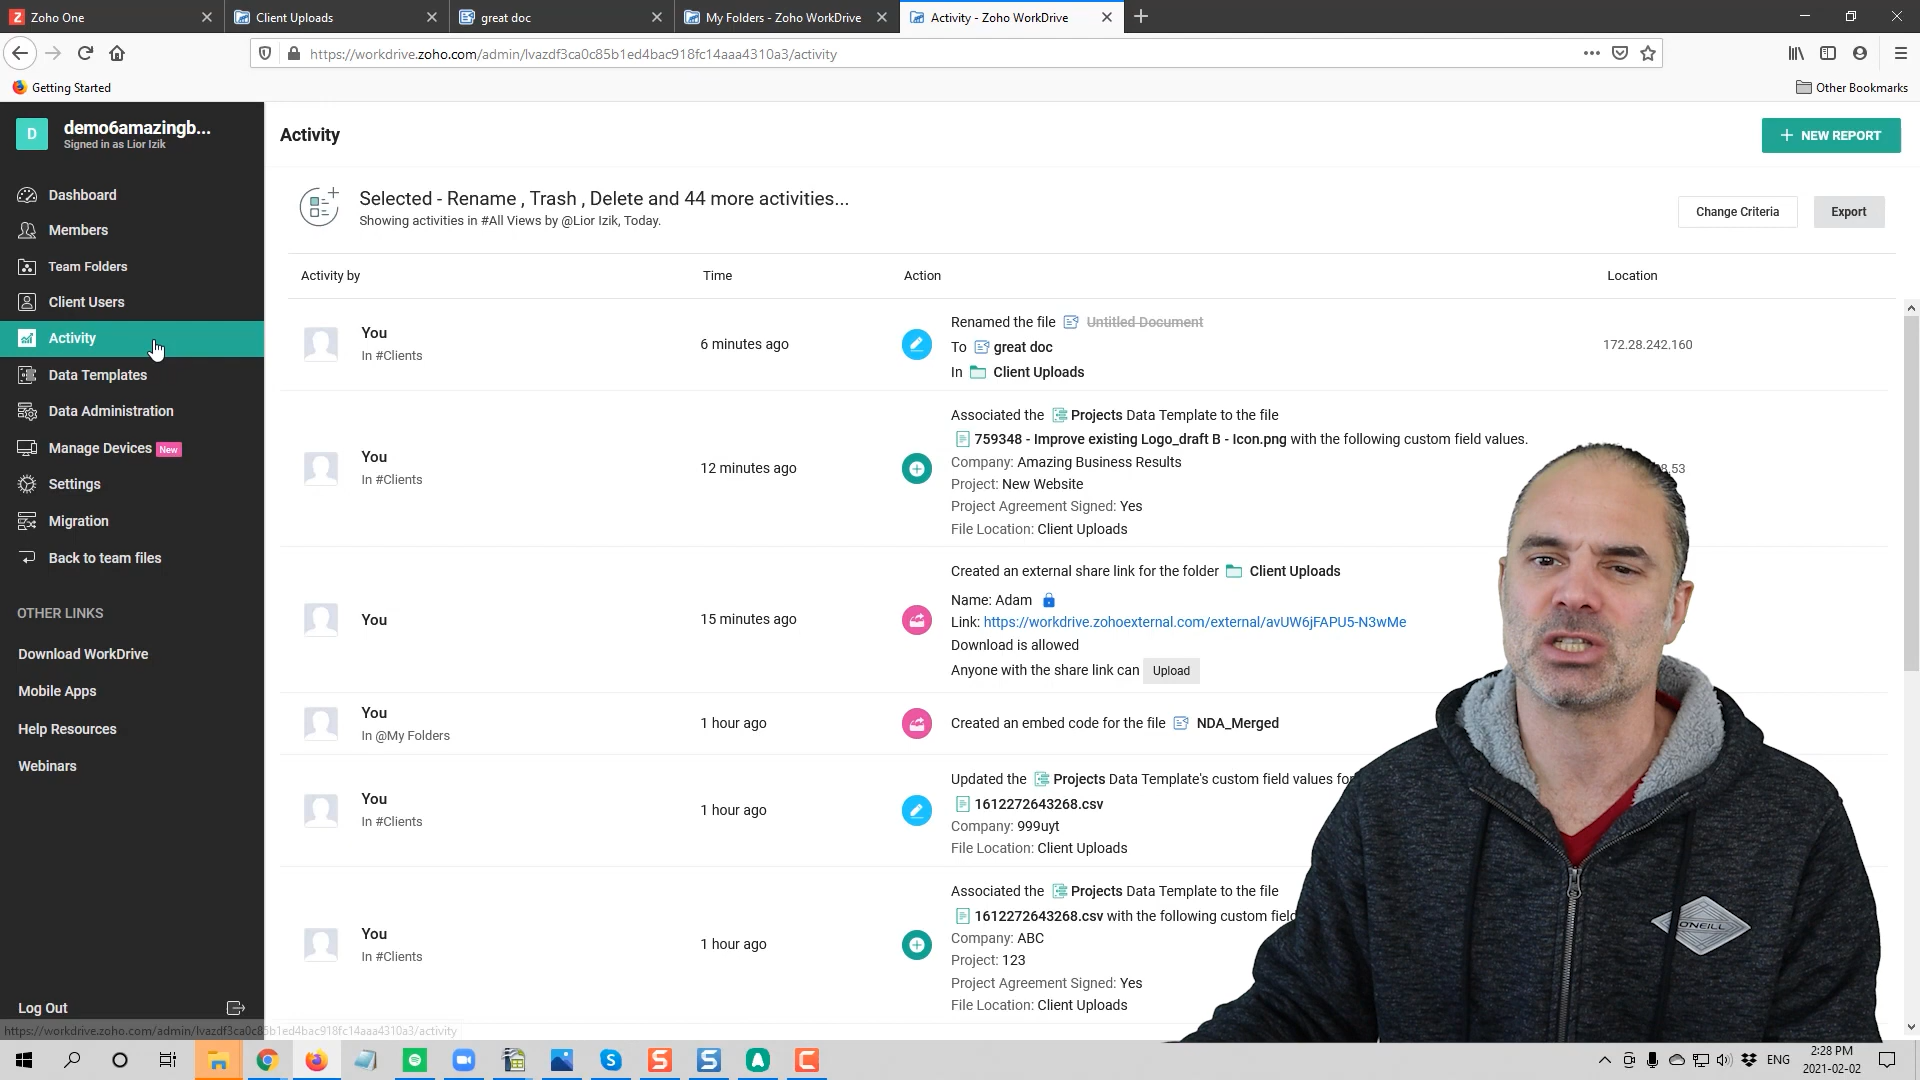 Zoho One
Client Uploads
great doc
My Folders - Zoho WorkDrive
Activity - Zoho WorkDrive
https://workdrive.zoho.com/admin/lvazdf3ca0c85b1ed4bac918fc14aaa4310a3/activity
Getting Started
Other Bookmarks
D
demo6amazingb...
Signed in as Lior Izik
Dashboard
Members
Team Folders
Client Users
Activity
Data Templates
Data Administration
Manage Devices New
Settings
Migration
Back to team files
OTHER LINKS
Download WorkDrive
Mobile Apps
Help Resources
Webinars
Log Out
https://workdrive.zoho.com/admin/lvazdf3ca0c85b1ed4bac918fc14aaa4310a3/activity
Activity
+ NEW REPORT
Selected - Rename , Trash , Delete and 44 more activities...
Showing activities in #All Views by @Lior Izik, Today.
Change Criteria
Export
Activity by Time Action Location
You
In #Clients
6 minutes ago
Renamed the file Untitled Document
To great doc
In Client Uploads
172.28.242.160
You
In #Clients
12 minutes ago
Associated the Projects Data Template to the file
759348 - Improve existing Logo_draft B - Icon.png with the following custom field values.
Company: Amazing Business Results
Project: New Website
Project Agreement Signed: Yes
File Location: Client Uploads
8.53
You
15 minutes ago
Created an external share link for the folder Client Uploads
Name: Adam
Link: https://workdrive.zohoexternal.com/external/avUW6jFAPU5-N3wMe
Download is allowed
Anyone with the share link can Upload
You
In @My Folders
1 hour ago
Created an embed code for the file NDA_Merged
You
In #Clients
1 hour ago
Updated the Projects Data Template's custom field values for
1612272643268.csv
Company: 999uyt
File Location: Client Uploads
You
In #Clients
1 hour ago
Associated the Projects Data Template to the file
1612272643268.csv with the following custom field
Company: ABC
Project: 123
Project Agreement Signed: Yes
File Location: Client Uploads
O'NEILL
ENG
2:28 PM
2021-02-02